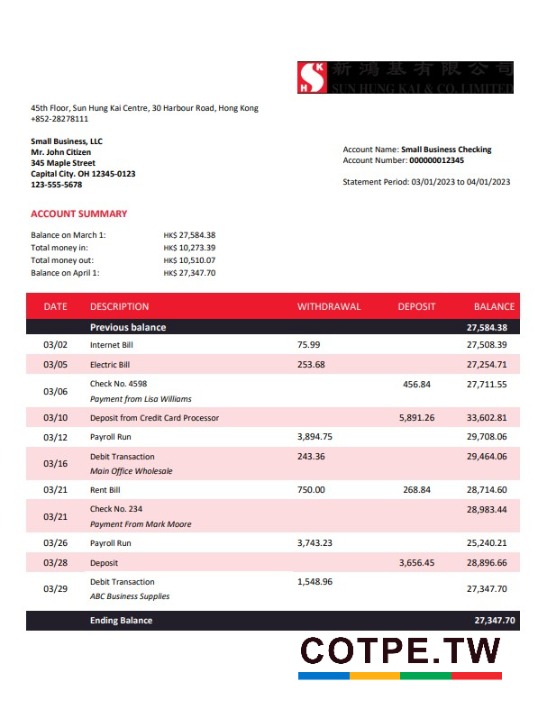 SHK
新鴻基有限公司
SUN HUNG KAI & CO. LIMITED
45th Floor, Sun Hung Kai Centre, 30 Harbour Road, Hong Kong
+852-28278111
Small Business, LLC
Mr. John Citizen
345 Maple Street
Capital City. OH 12345-0123
123-555-5678
Account Name: Small Business Checking
Account Number: 000000012345
Statement Period: 03/01/2023 to 04/01/2023
ACCOUNT SUMMARY
Balance on March 1: HK$ 27,584.38
Total money in: HK$ 10,273.39
Total money out: HK$ 10,510.07
Balance on April 1: HK$ 27,347.70
DATE DESCRIPTION WITHDRAWAL DEPOSIT BALANCE
Previous balance 27,584.38
03/02 Internet Bill 75.99 27,508.39
03/05 Electric Bill 253.68 27,254.71
03/06 Check No. 4598 456.84 27,711.55
Payment from Lisa Williams
03/10 Deposit from Credit Card Processor 5,891.26 33,602.81
03/12 Payroll Run 3,894.75 29,708.06
03/16 Debit Transaction 243.36 29,464.06
Main Office Wholesale
03/21 Rent Bill 750.00 268.84 28,714.60
03/21 Check No. 234 28,983.44
Payment From Mark Moore
03/26 Payroll Run 3,743.23 25,240.21
03/28 Deposit 3,656.45 28,896.66
03/29 Debit Transaction 1,548.96 27,347.70
ABC Business Supplies
Ending Balance 27,347.70
COTPE.TW